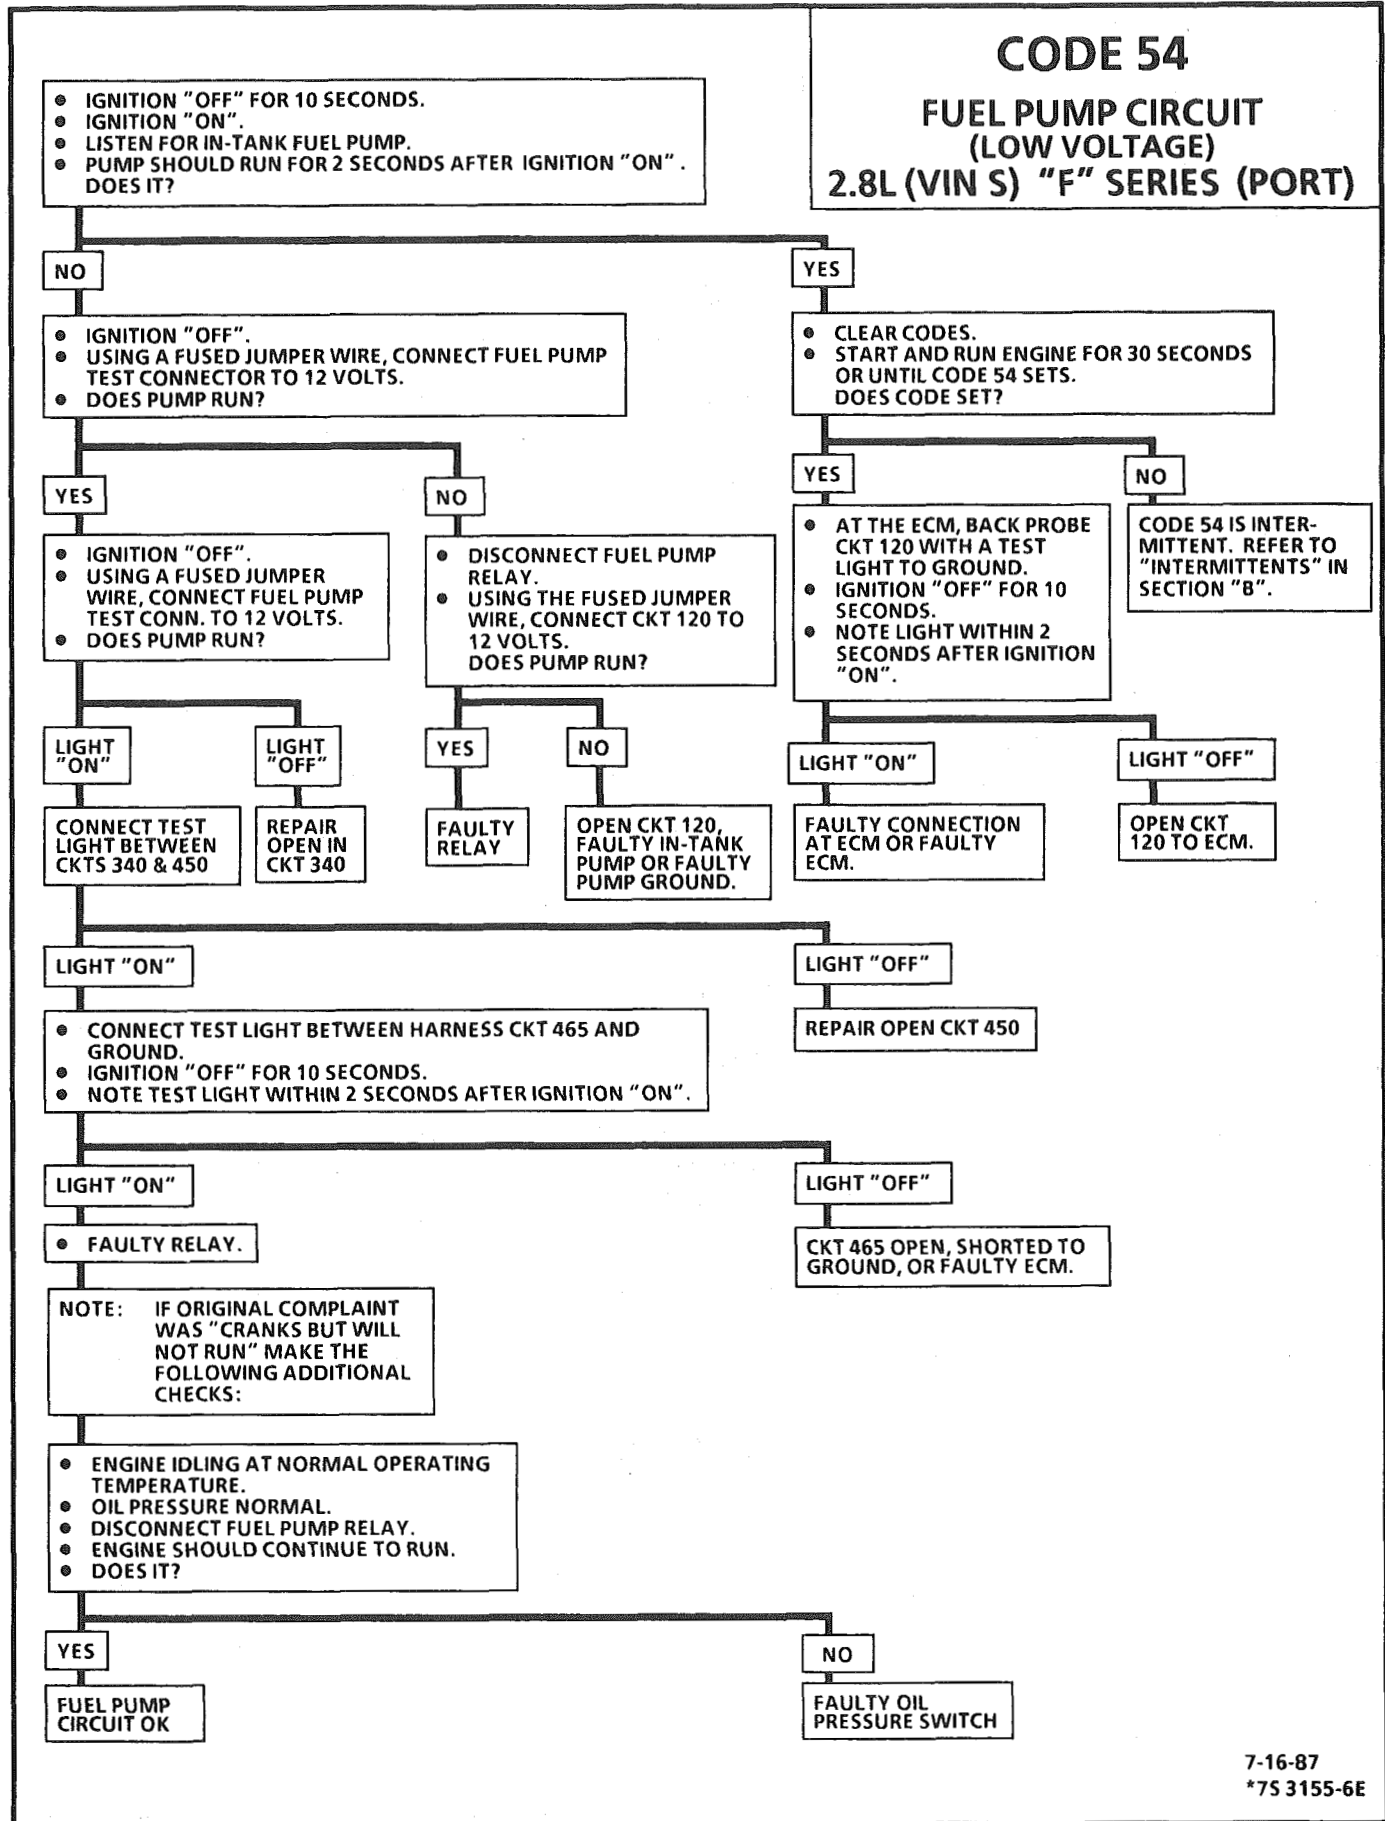 CODE 54
FUEL PUMP CIRCUIT
(LOW VOLTAGE)
2.8L (VIN S) "F" SERIES (PORT)
● IGNITION "OFF" FOR 10 SECONDS.
● IGNITION "ON".
● LISTEN FOR IN-TANK FUEL PUMP.
● PUMP SHOULD RUN FOR 2 SECONDS AFTER IGNITION "ON".
DOES IT?
NO
YES
● IGNITION "OFF".
● USING A FUSED JUMPER WIRE, CONNECT FUEL PUMP
TEST CONNECTOR TO 12 VOLTS.
● DOES PUMP RUN?
● CLEAR CODES.
● START AND RUN ENGINE FOR 30 SECONDS
OR UNTIL CODE 54 SETS.
DOES CODE SET?
YES
NO
YES
NO
● IGNITION "OFF".
● USING A FUSED JUMPER
WIRE, CONNECT FUEL PUMP
TEST CONN. TO 12 VOLTS.
● DOES PUMP RUN?
● DISCONNECT FUEL PUMP
RELAY.
● USING THE FUSED JUMPER
WIRE, CONNECT CKT 120 TO
12 VOLTS.
DOES PUMP RUN?
● AT THE ECM, BACK PROBE
CKT 120 WITH A TEST
LIGHT TO GROUND.
● IGNITION "OFF" FOR 10
SECONDS.
● NOTE LIGHT WITHIN 2
SECONDS AFTER IGNITION
"ON".
CODE 54 IS INTER-
MITTENT. REFER TO
"INTERMITTENTS" IN
SECTION "B".
LIGHT
"ON"
LIGHT
"OFF"
YES
NO
LIGHT "ON"
LIGHT "OFF"
CONNECT TEST
LIGHT BETWEEN
CKTS 340 & 450
REPAIR
OPEN IN
CKT 340
FAULTY
RELAY
OPEN CKT 120,
FAULTY IN-TANK
PUMP OR FAULTY
PUMP GROUND.
FAULTY CONNECTION
AT ECM OR FAULTY
ECM.
OPEN CKT
120 TO ECM.
LIGHT "ON"
LIGHT "OFF"
● CONNECT TEST LIGHT BETWEEN HARNESS CKT 465 AND
GROUND.
● IGNITION "OFF" FOR 10 SECONDS.
● NOTE TEST LIGHT WITHIN 2 SECONDS AFTER IGNITION "ON".
REPAIR OPEN CKT 450
LIGHT "ON"
LIGHT "OFF"
● FAULTY RELAY.
CKT 465 OPEN, SHORTED TO
GROUND, OR FAULTY ECM.
NOTE: IF ORIGINAL COMPLAINT
WAS "CRANKS BUT WILL
NOT RUN" MAKE THE
FOLLOWING ADDITIONAL
CHECKS:
● ENGINE IDLING AT NORMAL OPERATING
TEMPERATURE.
● OIL PRESSURE NORMAL.
● DISCONNECT FUEL PUMP RELAY.
● ENGINE SHOULD CONTINUE TO RUN.
● DOES IT?
YES
NO
FUEL PUMP
CIRCUIT OK
FAULTY OIL
PRESSURE SWITCH
7-16-87
*7S 3155-6E